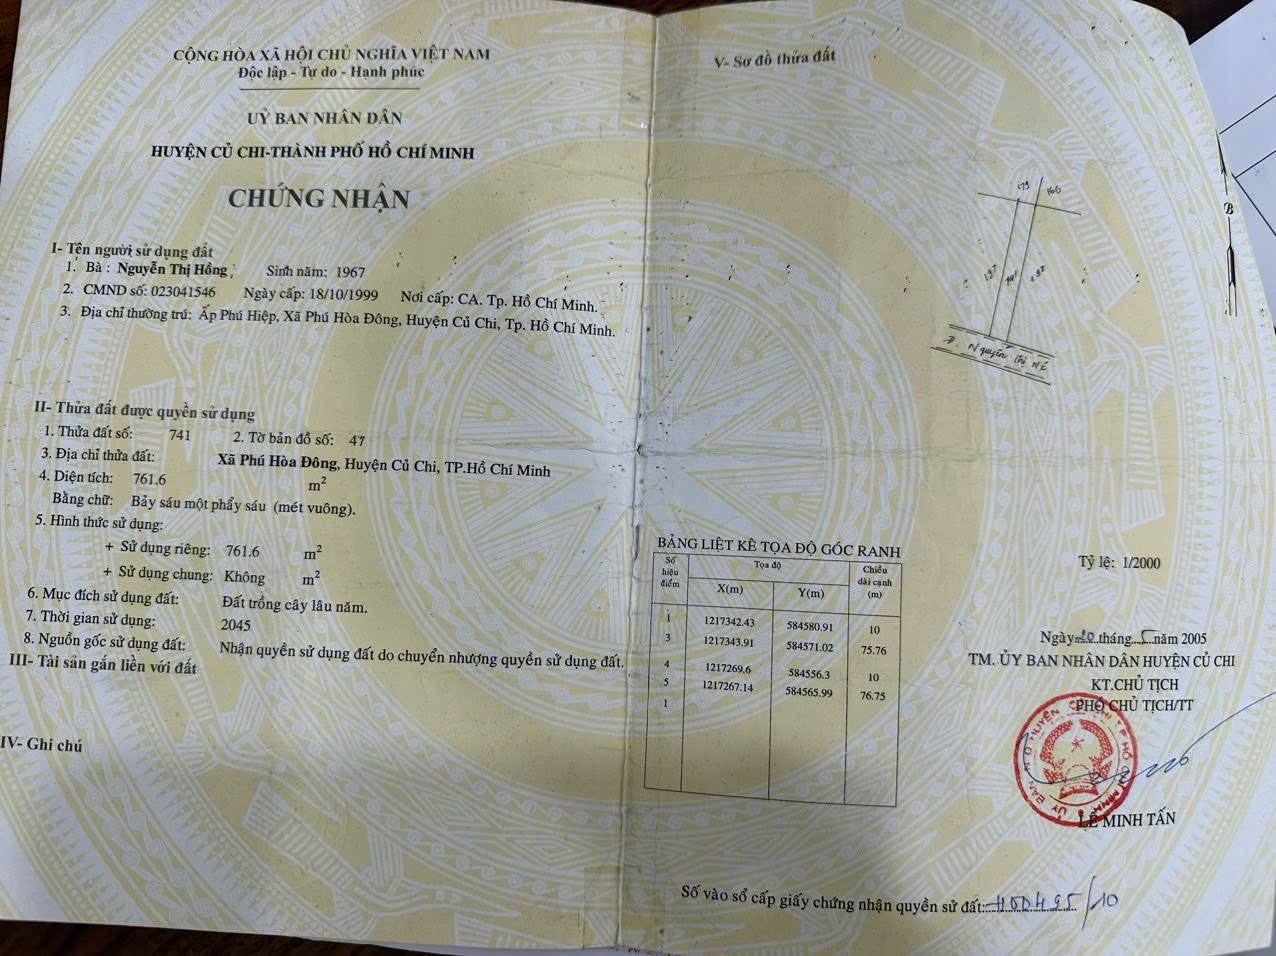 CỘNG HÒA XÃ HỘI CHỦ NGHĨA VIỆT NAM
Độc lập - Tự do - Hạnh phúc
UỶ BAN NHÂN DÂN
HUYỆN CỦ CHI-THÀNH PHỐ HỒ CHÍ MINH
CHỨNG NHẬN
I- Tên người sử dụng đất
1. Bà : Nguyễn Thị Hồng Sinh năm: 1967
2. CMND số: 023041546 Ngày cấp: 18/10/1999 Nơi cấp: CA. Tp. Hồ Chí Minh.
3. Địa chỉ thường trú: Ấp Phú Hiệp, Xã Phú Hòa Đông, Huyện Củ Chi, Tp. Hồ Chí Minh.
II- Thửa đất được quyền sử dụng
1. Thửa đất số: 741 2. Tờ bản đồ số: 47
3. Địa chỉ thửa đất: Xã Phú Hòa Đông, Huyện Củ Chi, TP.Hồ Chí Minh
4. Diện tích: 761.6 m²
Bằng chữ: Bảy sáu một phẩy sáu (mét vuông).
5. Hình thức sử dụng:
+ Sử dụng riêng: 761.6 m²
+ Sử dụng chung: Không m²
6. Mục đích sử dụng đất: Đất trồng cây lâu năm.
7. Thời gian sử dụng: 2045
8. Nguồn gốc sử dụng đất: Nhận quyền sử dụng đất do chuyển nhượng quyền sử dụng đất.
III- Tài sản gắn liền với đất
IV- Ghi chú
V- Sơ đồ thửa đất
B
166
Đ. Nguyễn Thị
BẢNG LIỆT KÊ TỌA ĐỘ GÓC RANH
Số hiệu điểm Tọa độ Chiều dài cạnh (m)
X(m) Y(m)
1 1217342.43 584580.91 10
3 1217343.91 584571.02 75.76
4 1217269.6 584556.3 10
5 1217267.14 584565.99 76.75
1
Tỷ lệ: 1/2000
Ngày 20 tháng 5 năm 2005
TM. ỦY BAN NHÂN DÂN HUYỆN CỦ CHI
KT.CHỦ TỊCH
PHÓ CHỦ TỊCH/TT
LÊ MINH TẤN
Số vào sổ cấp giấy chứng nhận quyền sử đất: H00495/10